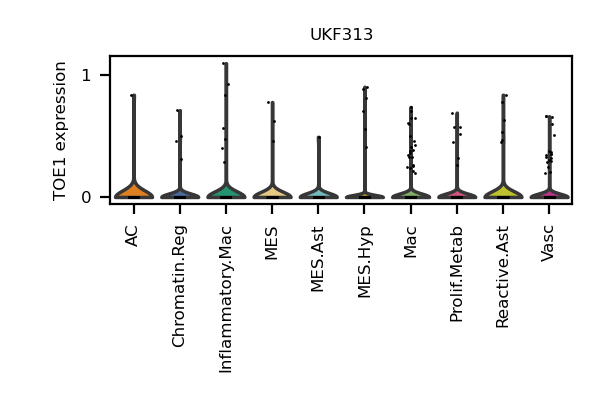 UKF313
TOE1 expression
1
0
AC
Chromatin.Reg
Inflammatory.Mac
MES
MES.Ast
MES.Hyp
Mac
Prolif.Metab
Reactive.Ast
Vasc